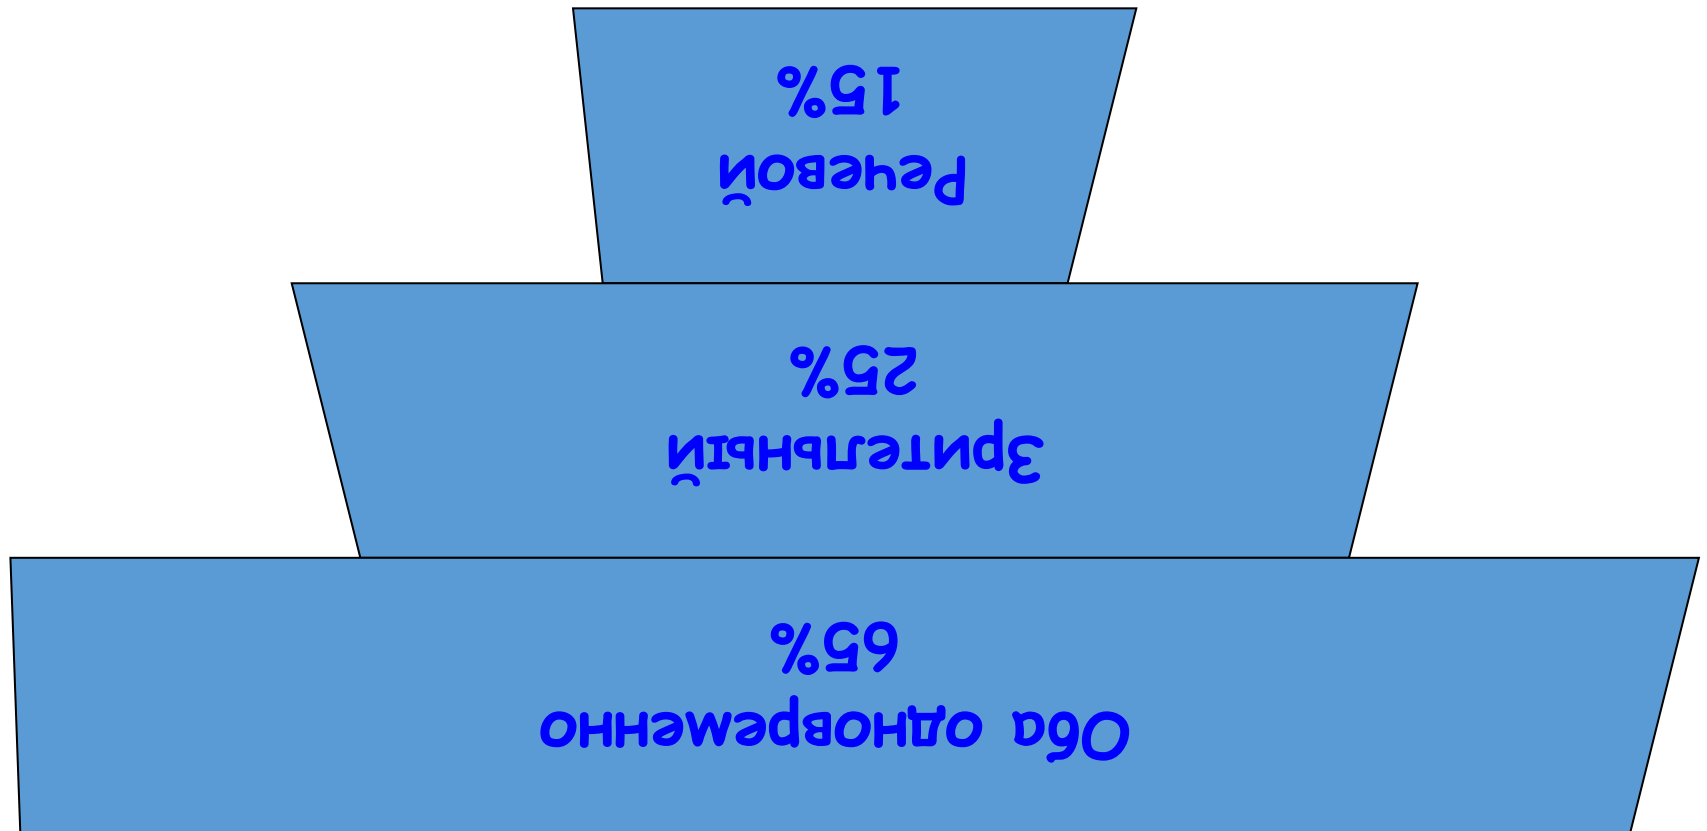 Оба одновременно
65%
Зрительный
25%
Речевой
15%